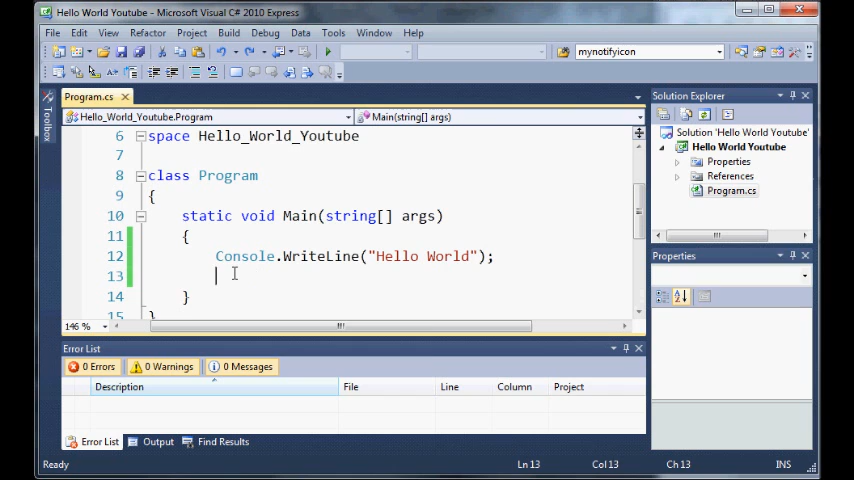 Hello World Youtube - Microsoft Visual C# 2010 Express
File Edit View Refactor Project Build Debug Data Tools Window Help
mynotifyicon
Toolbox
Program.cs
Hello_World_Youtube.Program
Main(string[] args)
6 space Hello_World_Youtube
7
8 class Program
9 {
10 static void Main(string[] args)
11 {
12 Console.WriteLine("Hello World");
13
14 }
15 }
146 %
Solution Explorer
Solution 'Hello World Youtube'
Hello World Youtube
Properties
References
Program.cs
Properties
Error List
0 Errors 0 Warnings 0 Messages
Description File Line Column Project
Error List Output Find Results
Ready Ln 13 Col 13 Ch 13 INS